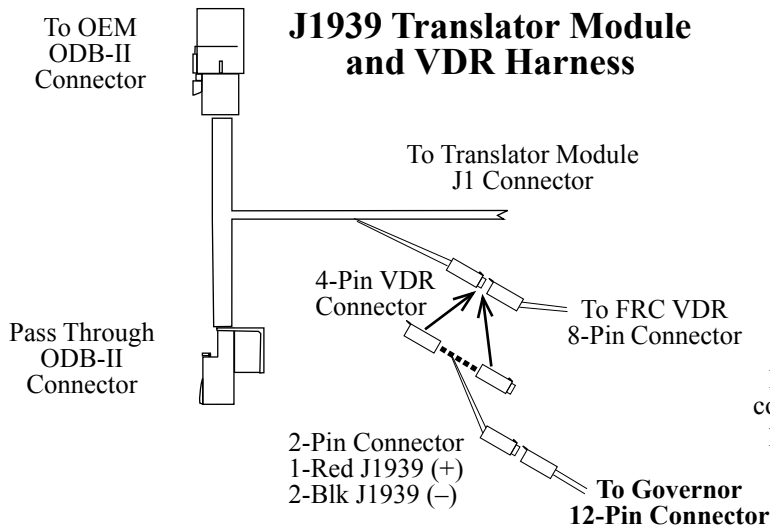 J1939 Translator Module
and VDR Harness
To OEM
ODB-II
Connector
To Translator Module
J1 Connector
4-Pin VDR
Connector
To FRC VDR
8-Pin Connector
Pass Through
ODB-II
Connector
2-Pin Connector
1-Red J1939 (+)
2-Blk J1939 (–)
To Governor
12-Pin Connector